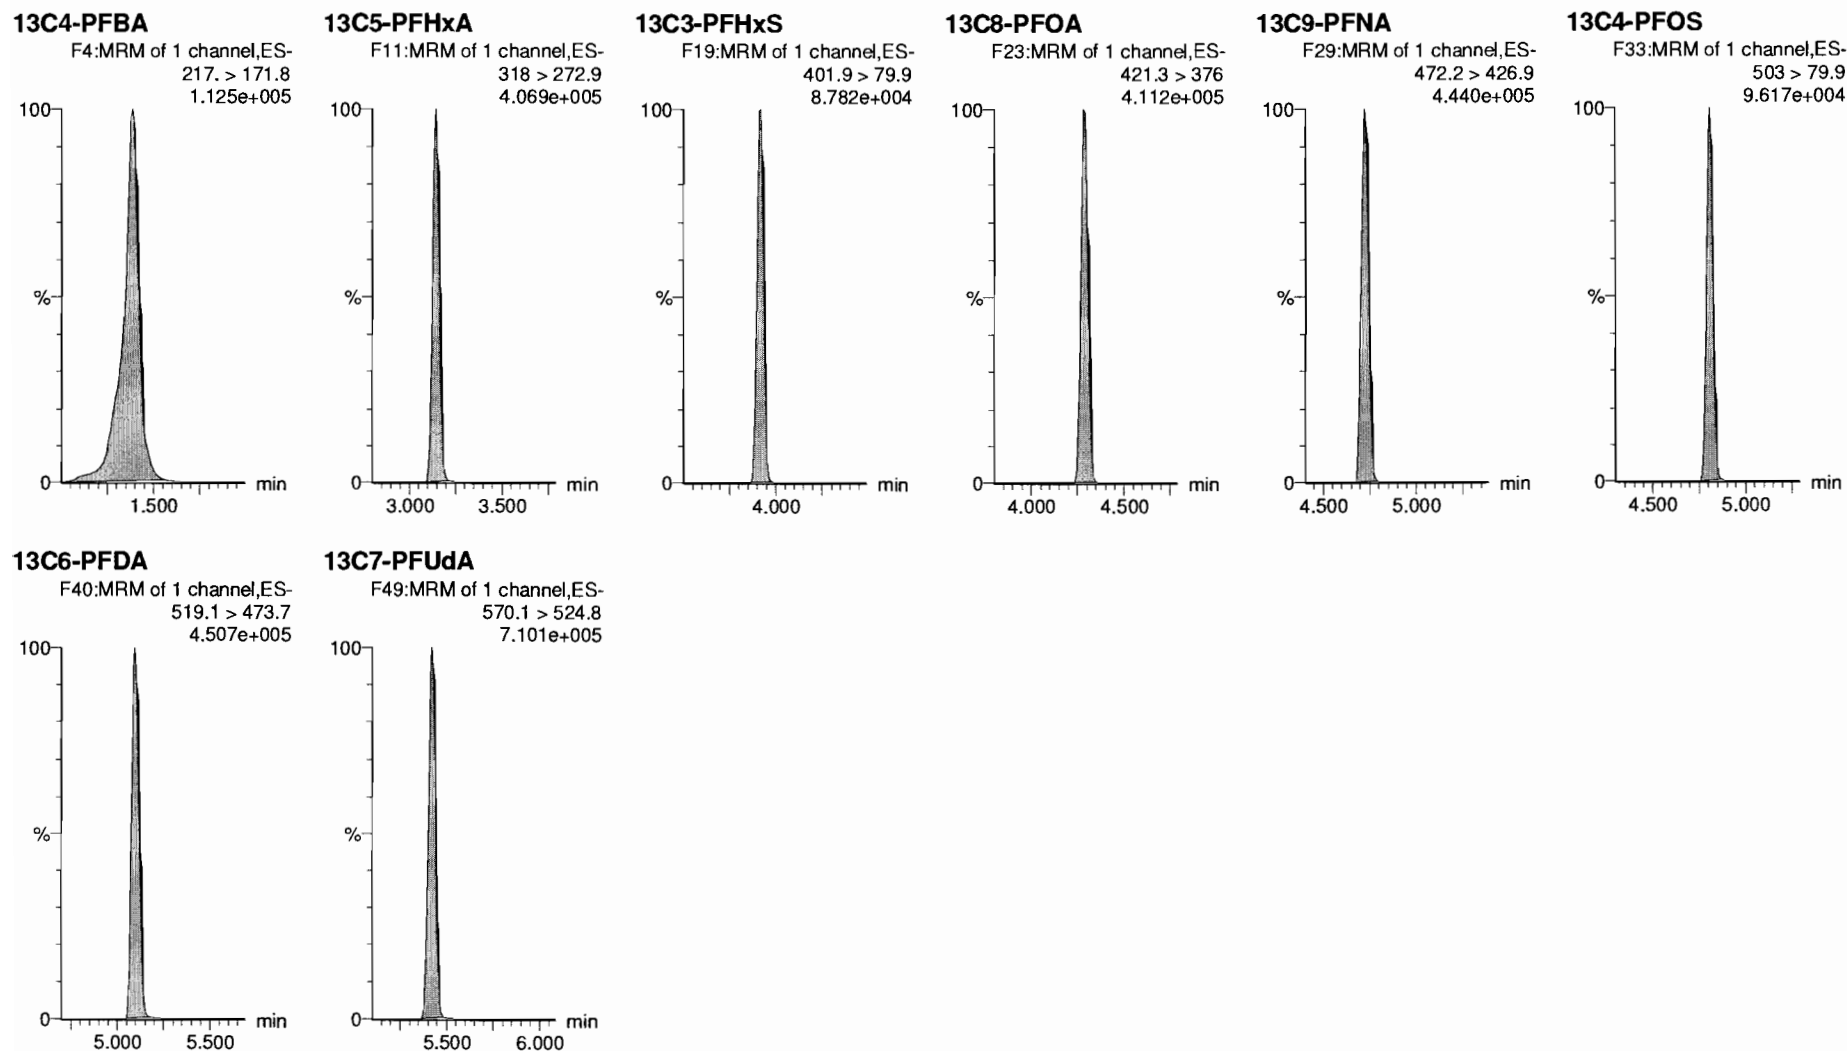 13C4-PFBA
F4:MRM of 1 channel,ES-
217. > 171.8
1.125e+005
100
%
0
min
1.500
13C5-PFHxA
F11:MRM of 1 channel,ES-
318 > 272.9
4.069e+005
100
%
0
min
3.000 3.500
13C3-PFHxS
F19:MRM of 1 channel,ES-
401.9 > 79.9
8.782e+004
100
%
0
min
4.000
13C8-PFOA
F23:MRM of 1 channel,ES-
421.3 > 376
4.112e+005
100
%
0
min
4.000 4.500
13C9-PFNA
F29:MRM of 1 channel,ES-
472.2 > 426.9
4.440e+005
100
%
0
min
4.500 5.000
13C4-PFOS
F33:MRM of 1 channel,ES-
503 > 79.9
9.617e+004
100
%
0
min
4.500 5.000
13C6-PFDA
F40:MRM of 1 channel,ES-
519.1 > 473.7
4.507e+005
100
%
0
min
5.000 5.500
13C7-PFUdA
F49:MRM of 1 channel,ES-
570.1 > 524.8
7.101e+005
100
%
0
min
5.500 6.000